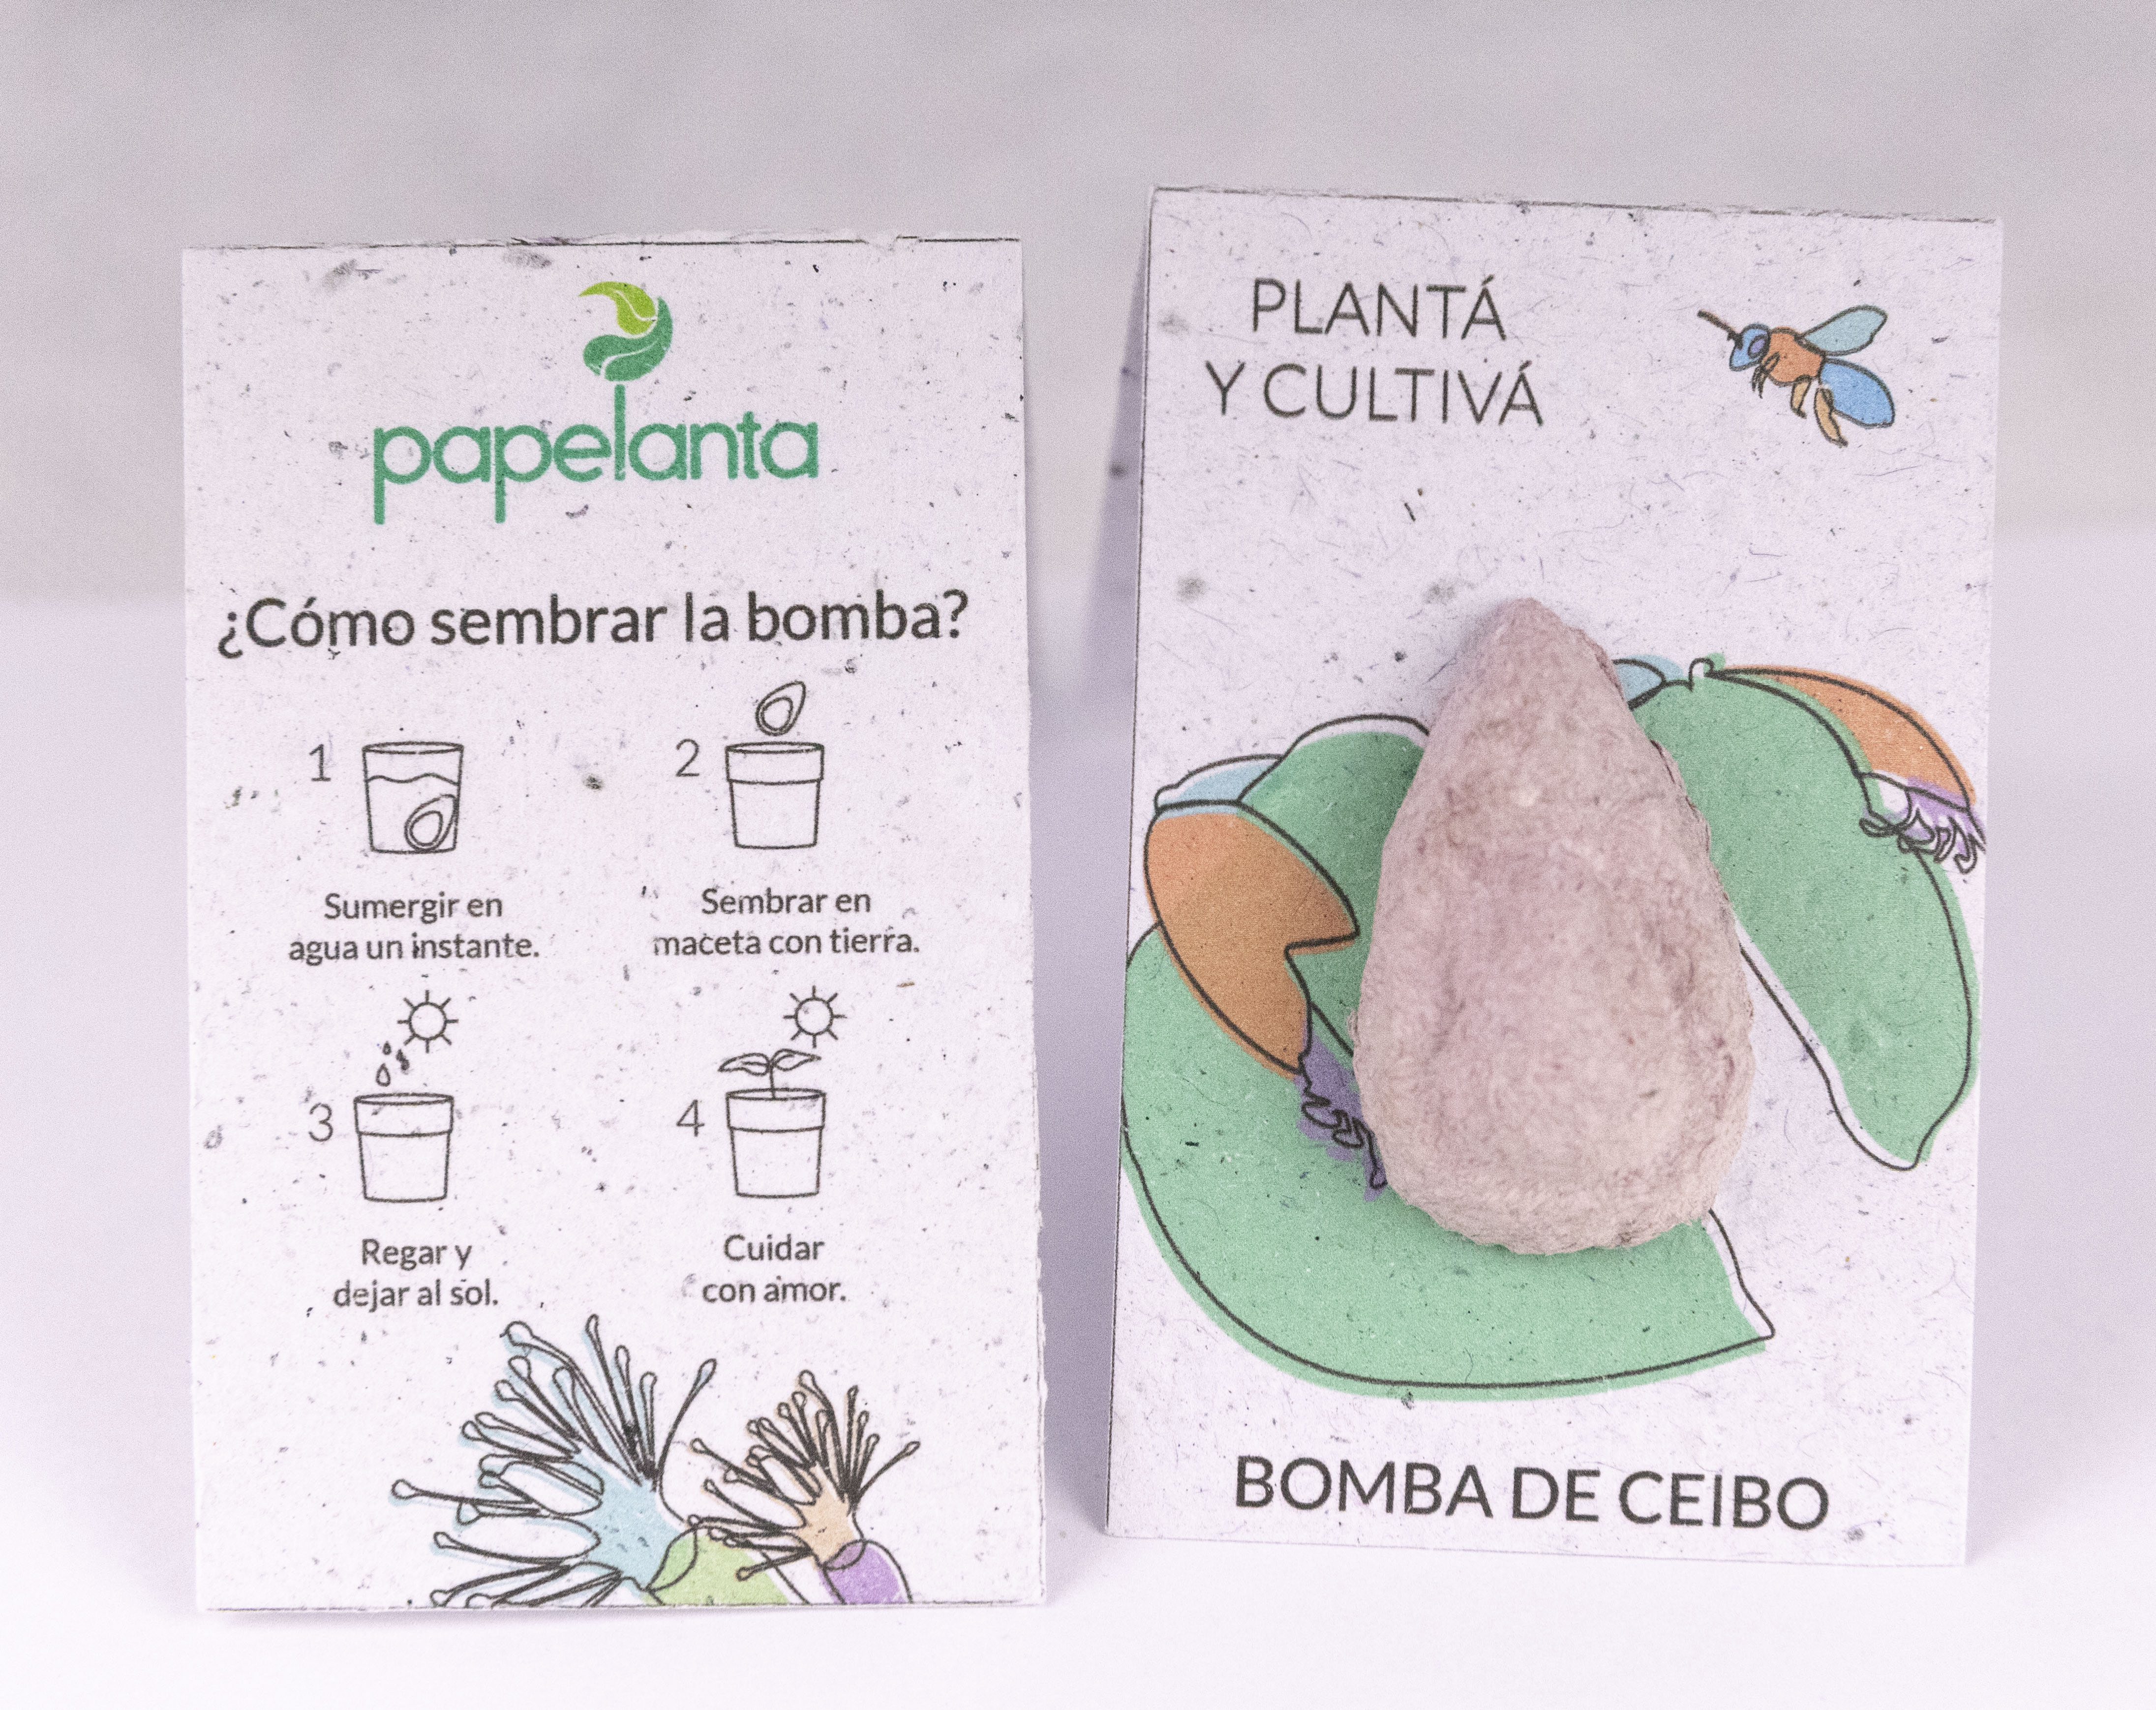 papelanta
¿Cómo sembrar la bomba?
1
Sumergir en
agua un instante.
2
Sembrar en
maceta con tierra.
3
Regar y
dejar al sol.
4
Cuidar
con amor.
PLANTÁ
Y CULTIVÁ
BOMBA DE CEIBO